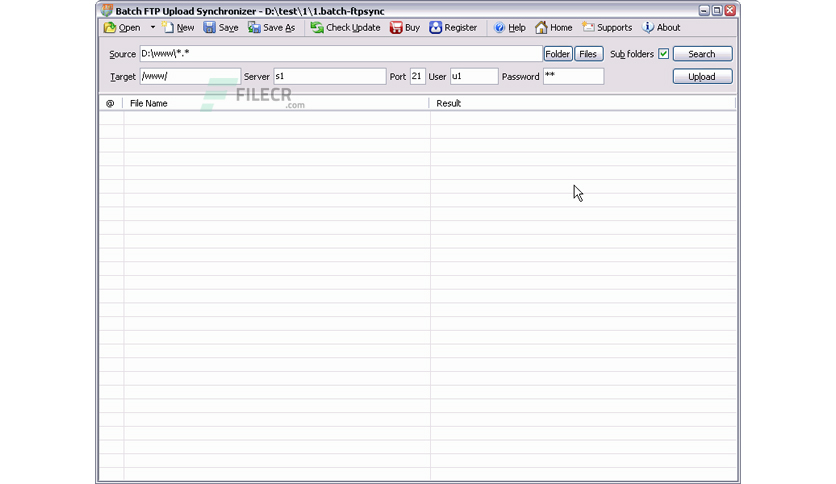 Batch FTP Upload Synchronizer - D:\test\1\1.batch-ftpsync
Open New Save Save As Check Update Buy Register Help Home Supports About
Source D:\www\*.* Folder Files Sub folders Search
Target /www/ Server s1 Port 21 User u1 Password ** Upload
FILECR
.com
@ File Name Result